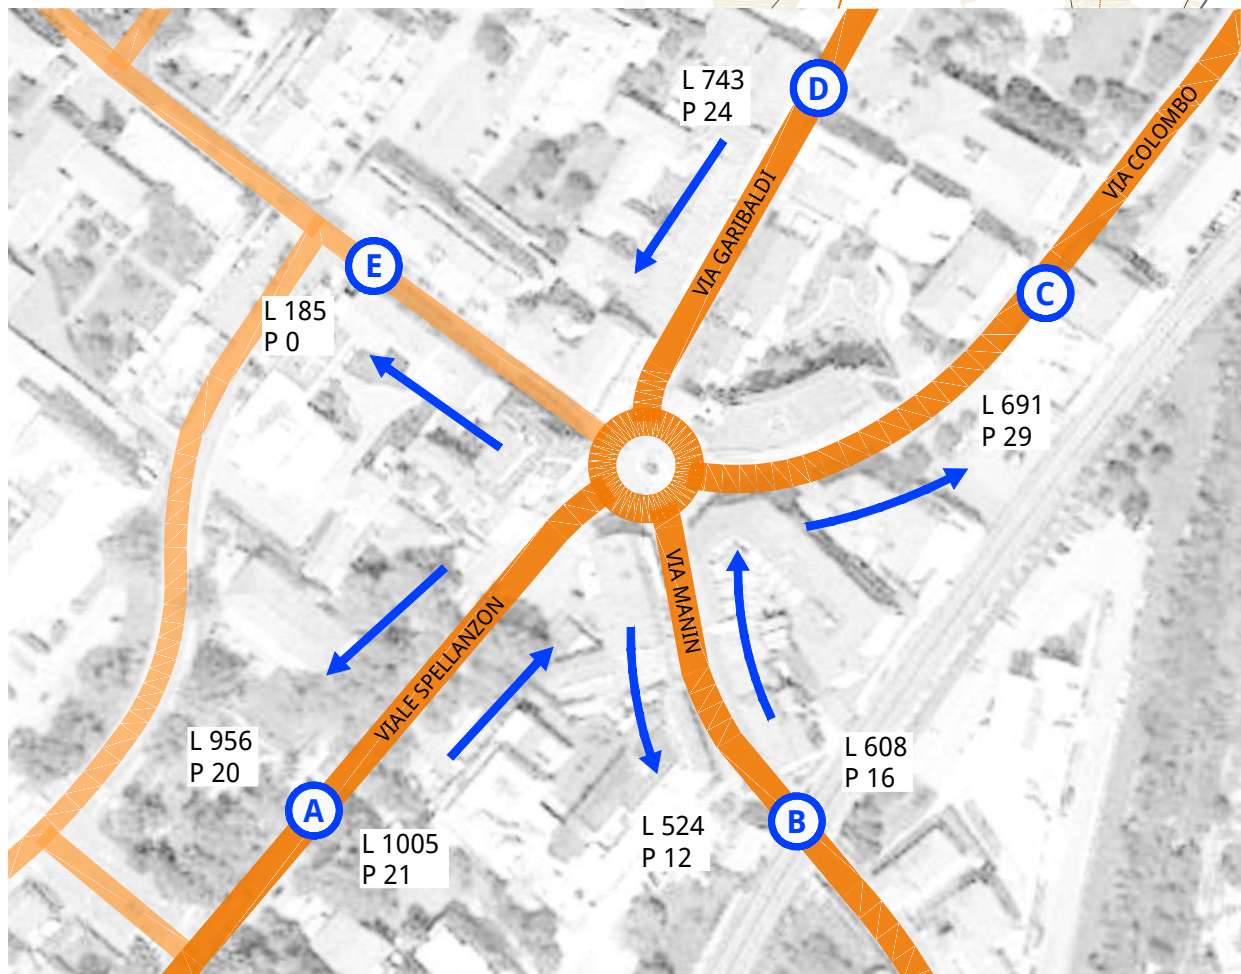 L 743
P 24
D
VIA COLOMBO
VIA GARIBALDI
E
C
L 185
P 0
L 691
P 29
VIA MANIN
VIALE SPELLANZON
L 956
P 20
L 608
P 16
A
B
L 1005
P 21
L 524
P 12